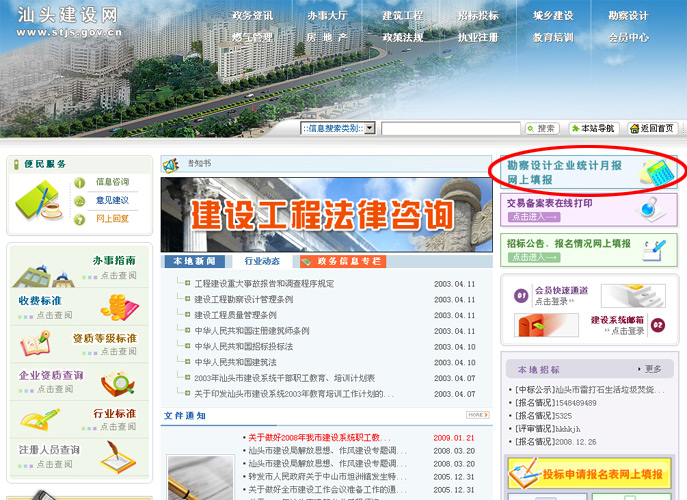 汕头建设网
www.stjs.gov.cn
政务资讯 办事大厅 建筑工程 招标投标 城乡建设 勘察设计
燃气管理 房 地 产 政策法规 执业注册 教育培训 会员中心
::信息搜索类别:: 搜索 本站导航 返回首页
便民服务
信息咨询
意见建议
网上回复
办事指南
点击查阅
收费标准
点击查阅
资质等级标准
点击查阅
企业资质查询
点击查阅
行业标准
点击查阅
注册人员查询
点击查阅
告知书
建设工程法律咨询
本地新闻 行业动态 政务信息专栏
工程建设重大事故报告和调查程序规定 2003.04.11
建设工程勘察设计管理条例 2003.04.11
建设工程质量管理条例 2003.04.11
中华人民共和国注册建筑师条例 2003.04.10
中华人民共和国招标投标法 2003.04.10
中华人民共和国建筑法 2003.04.10
2003年汕头市建设系统干部职工教育、培训计划表 2003.04.07
关于印发汕头市建设系统2003年教育培训工作计划的... 2003.04.07
文件通知 MORE
关于做好2008年我市建设系统职工教... 2009.01.21
汕头市建设局解放思想、作风建设专题调... 2008.03.20
汕头市建设局解放思想、作风建设专题调... 2008.03.20
转发市人民政府关于中山市坦洲镇发生特... 2005.12.31
关于做好全市建设工作会议准备工作的通... 2005.12.31
勘察设计企业统计月报
网上填报
交易备案表在线打印
点击进入
招标公告、报名情况网上填报
点击进入
01 会员快速通道
点击登录
建设系统邮箱 02
点击登录
本地招标 更多
[中标公示]汕头市雷打石生活垃圾焚烧...
[报名情况]1548489489
[报名情况]5325
[评审情况]hkhkjh
[报名情况]2008.12.26
投标申请报名表网上填报